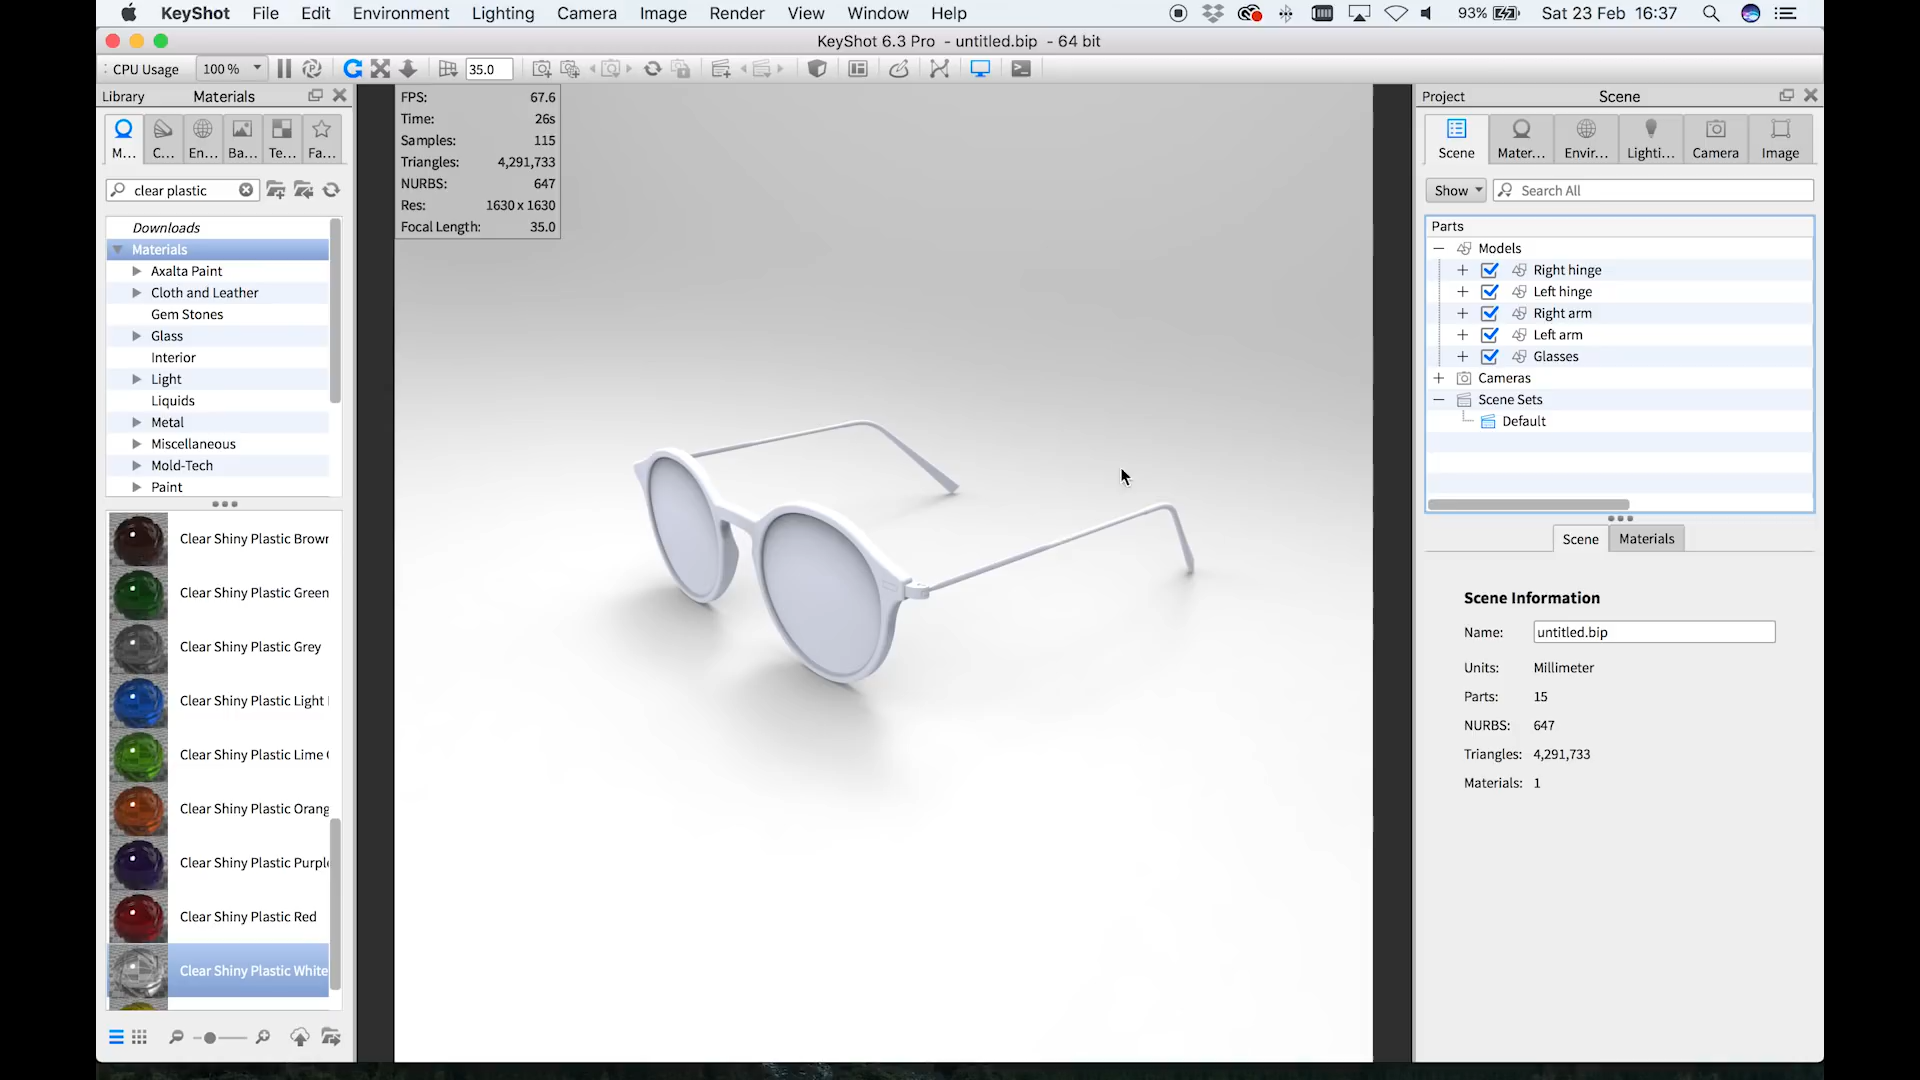 KeyShot File Edit Environment Lighting Camera Image Render View Window Help 93% Sat 23 Feb 16:37
KeyShot 6.3 Pro - untitled.bip - 64 bit
CPU Usage 100 % 35.0
Library Materials
M... C... En... Ba... Te... Fa...
clear plastic
Downloads
Materials
Axalta Paint
Cloth and Leather
Gem Stones
Glass
Interior
Light
Liquids
Metal
Miscellaneous
Mold-Tech
Paint
Clear Shiny Plastic Brown
Clear Shiny Plastic Green
Clear Shiny Plastic Grey
Clear Shiny Plastic Light
Clear Shiny Plastic Lime
Clear Shiny Plastic Orang
Clear Shiny Plastic Purple
Clear Shiny Plastic Red
Clear Shiny Plastic White
FPS: 67.6
Time: 26s
Samples: 115
Triangles: 4,291,733
NURBS: 647
Res: 1630 x 1630
Focal Length: 35.0
Project Scene
Scene Mater... Envir... Lighti... Camera Image
Show Search All
Parts
Models
Right hinge
Left hinge
Right arm
Left arm
Glasses
Cameras
Scene Sets
Default
Scene Materials
Scene Information
Name: untitled.bip
Units: Millimeter
Parts: 15
NURBS: 647
Triangles: 4,291,733
Materials: 1